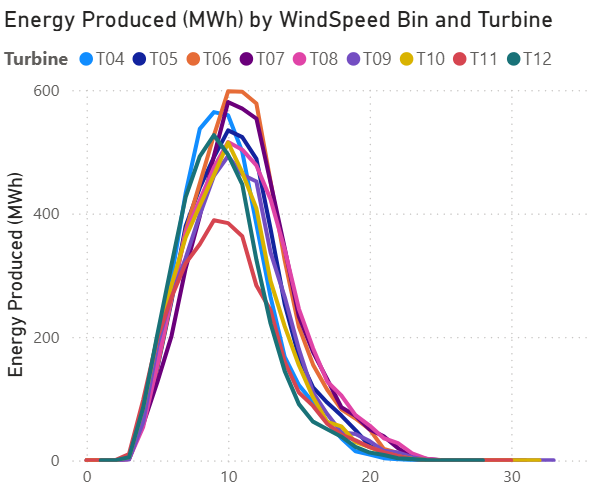 Energy Produced (MWh) by WindSpeed Bin and Turbine
Turbine T04 T05 T06 T07 T08 T09 T10 T11 T12
600
400
200
0
Energy Produced (MWh)
0 10 20 30